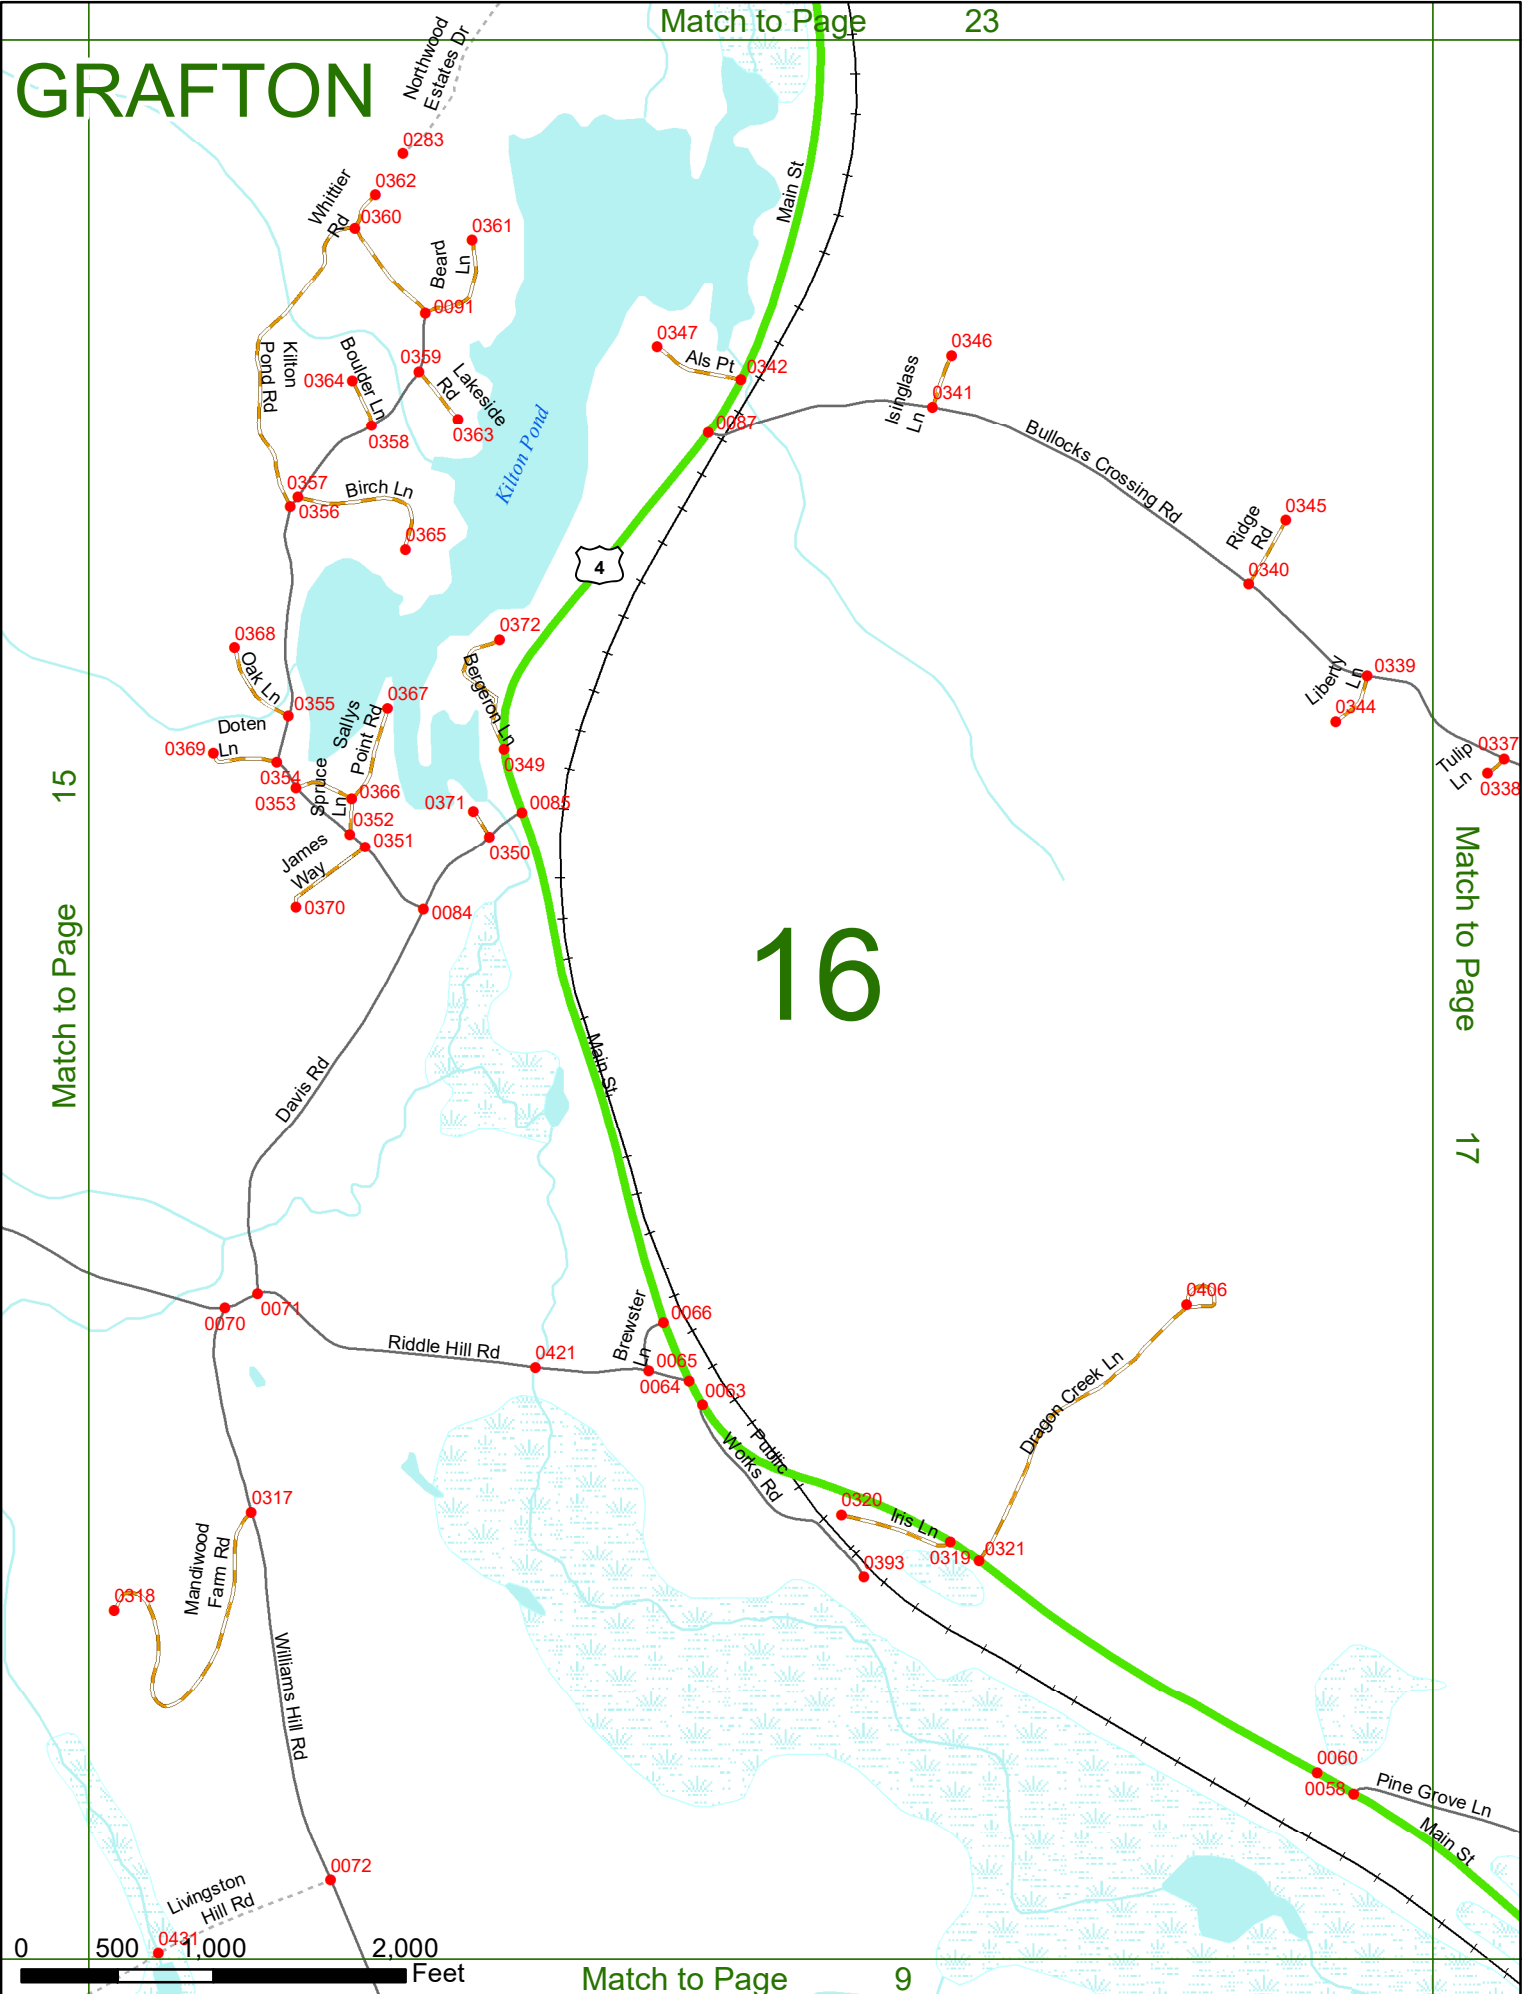 Match to Page 23
GRAFTON
Northwood
Estates Dr
0283
0362
Whittier
Rd
0360
0361
Beard
Ln
0091
Main St
0347
Als Pt
0342
0346
Isinglass
Ln
0341
0087
Bullocks Crossing Rd
Kilton
Pond Rd
Boulder Ln
0364
0359
Lakeside
Rd
0363
0358
Kilton Pond
0357
0356
Birch Ln
0365
4
0345
Ridge
Rd
0340
0368
Oak Ln
0372
Bergeron Ln
0339
Liberty
Ln
0344
0355
Sallys
Point Rd
0367
Doten
Ln
0369
0354
0353
Spruce
Ln
0366
0349
0337
Tulip
Ln
0338
0371
0085
0352
0351
0350
James
Way
0370
0084
Match to Page 15
16
Match to Page 17
Main St
Davis Rd
0406
0071
0070
Riddle Hill Rd
0421
Brewster
Ln
0066
0065
0064
0063
Dragon Creek Ln
Public
Works Rd
0317
0320
Iris Ln
0319
0321
0393
Mandiwood
Farm Rd
0318
Williams Hill Rd
0060
0058
Pine Grove Ln
Main St
0072
Livingston
Hill Rd
0431
0 500 1,000 2,000
Feet
Match to Page 9